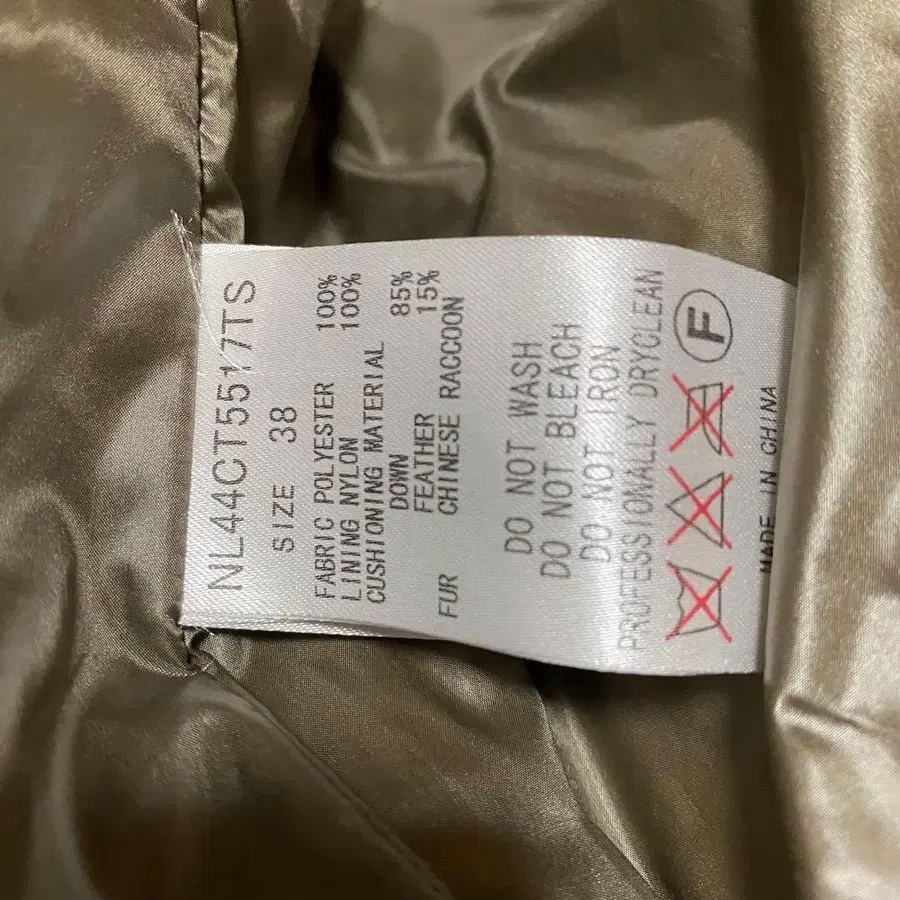 NL44CT5517TS
SIZE 38
FABRIC POLYESTER 100%
LINING NYLON 100%
CUSHIONING MATERIAL
DOWN 85%
FEATHER 15%
FUR CHINESE RACCOON
DO NOT WASH
DO NOT BLEACH
DO NOT IRON
PROFESSIONALLY DRYCLEAN
F
MADE IN CHINA